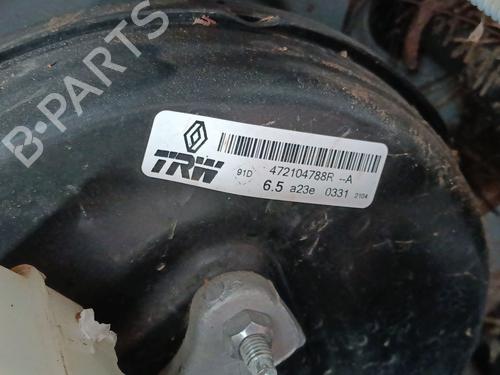 B-PARTS
TRW
91D 472104788R --A
6.5 a23e 0331 2104